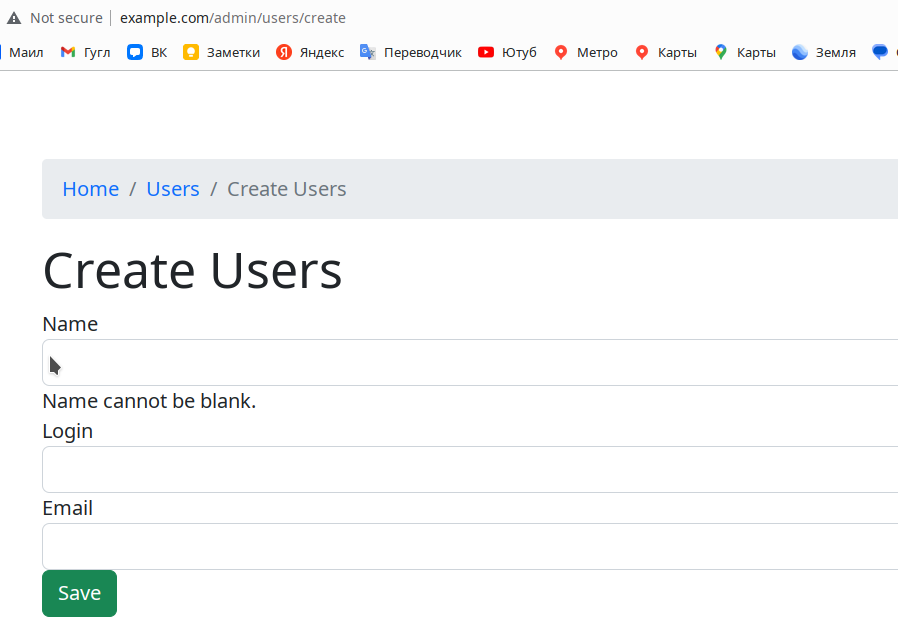 Not secure example.com/admin/users/create
Маил Гугл ВК Заметки Яндекс Переводчик Ютуб Метро Карты Карты Земля
Home / Users / Create Users
Create Users
Name
Name cannot be blank.
Login
Email
Save